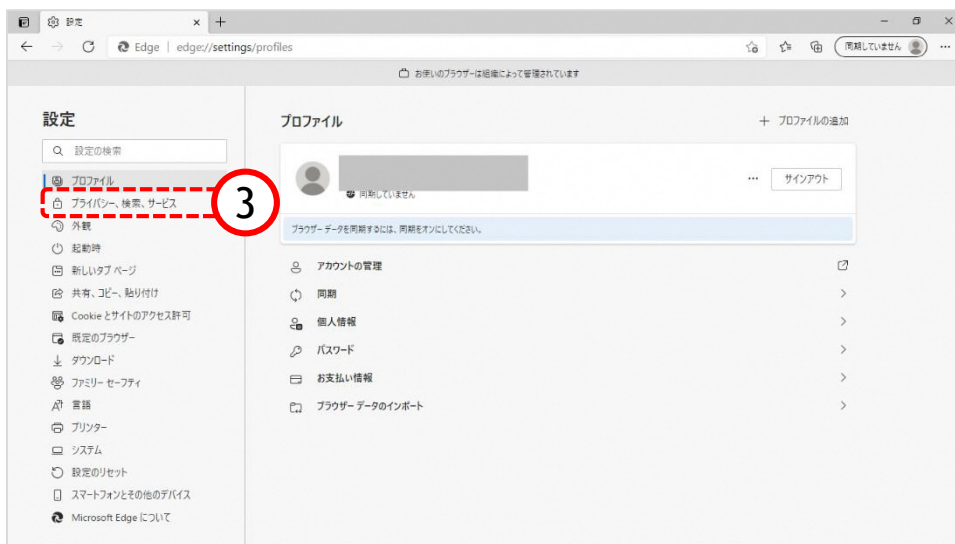 設定
Edge | edge://settings/profiles
同期していません
お使いのブラウザーは組織によって管理されています
設定
設定の検索
プロファイル
プライバシー、検索、サービス
3
外観
起動時
新しいタブ ページ
共有、コピー、貼り付け
Cookie とサイトのアクセス許可
既定のブラウザー
ダウンロード
ファミリー セーフティ
言語
プリンター
システム
設定のリセット
スマートフォンとその他のデバイス
Microsoft Edge について
プロファイル
プロファイルの追加
同期していません
サインアウト
ブラウザー データを同期するには、同期をオンにしてください。
アカウントの管理
同期
個人情報
パスワード
お支払い情報
ブラウザー データのインポート